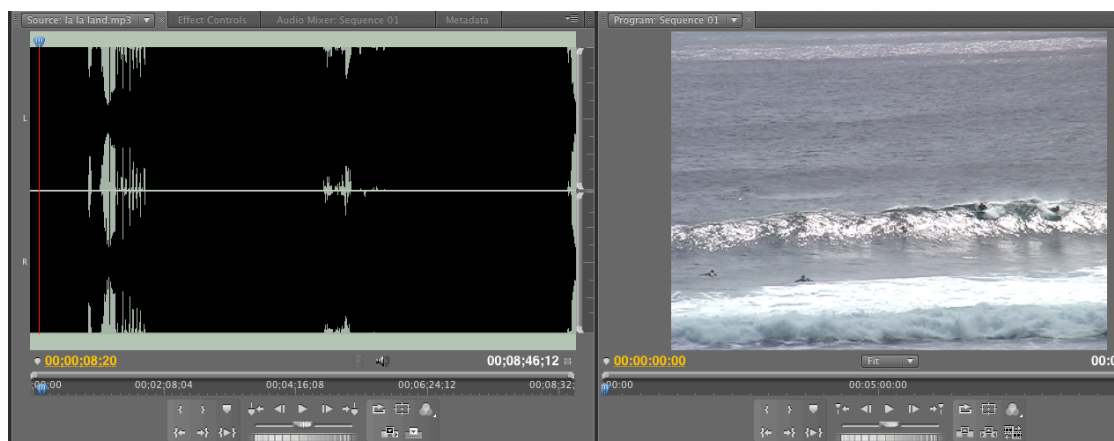 Source: la la land.mp3
Effect Controls
Audio Mixer: Sequence 01
Metadata
Program: Sequence 01
L
R
00;00;08;20
00;08;46;12
00:00:00:00
Fit
;00;00
00;02;08;04
00;04;16;08
00;06;24;12
00;08;32;
00:00
00:05:00:00